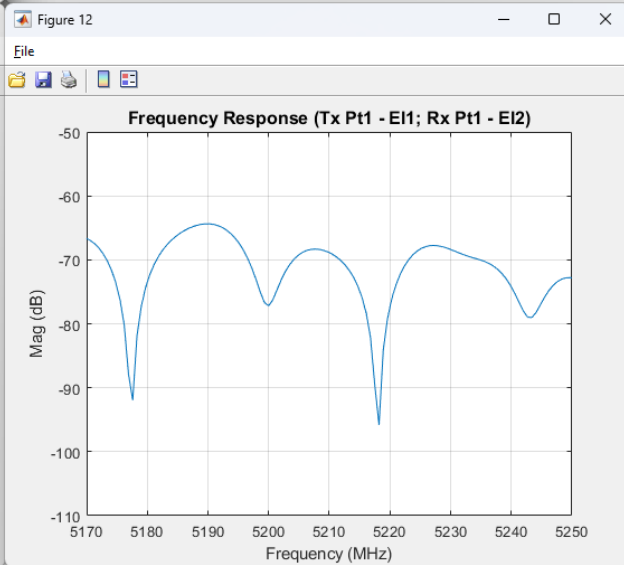 Figure 12
File
Frequency Response (Tx Pt1 - El1; Rx Pt1 - El2)
-50
-60
-70
-80
-90
-100
-110
Mag (dB)
5170 5180 5190 5200 5210 5220 5230 5240 5250
Frequency (MHz)